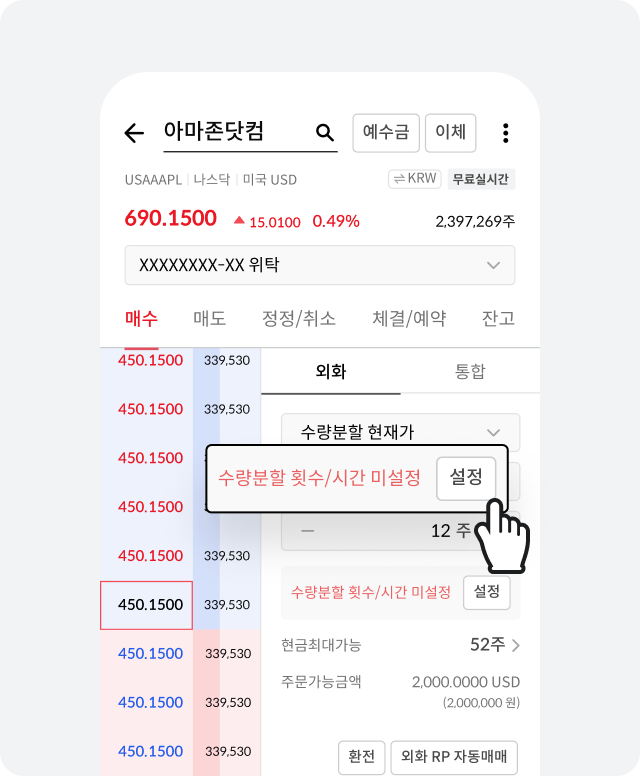 아마존닷컴 예수금 이체
USAAAPL 나스닥 미국 USD KRW 무료실시간
690.1500 15.0100 0.49% 2,397,269주
XXXXXXXX-XX 위탁
매수 매도 정정/취소 체결/예약 잔고
450.1500 339,530
외화 통합
450.1500 339,530
수량분할 현재가
450.1500
수량분할 횟수/시간 미설정 설정
450.1500
12 주
450.1500 339,530
450.1500 339,530
수량분할 횟수/시간 미설정 설정
450.1500 339,530
현금최대가능 52주
450.1500 339,530
주문가능금액 2,000.0000 USD
(2,000,000 원)
450.1500 339,530
환전 외화 RP 자동매매